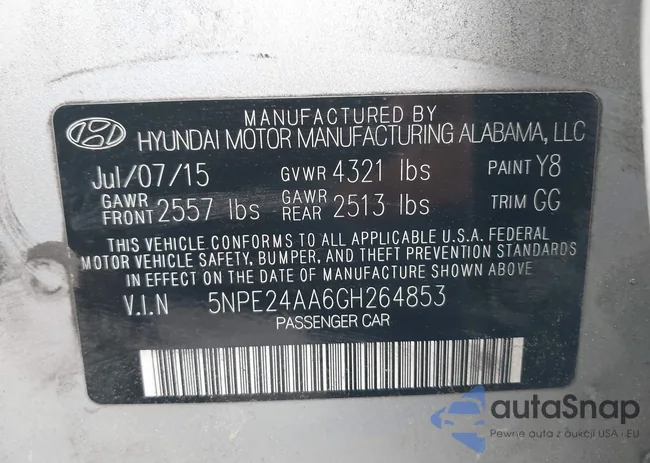 MANUFACTURED BY
HYUNDAI MOTOR MANUFACTURING ALABAMA, LLC
Jul/07/15 GVWR 4321 lbs PAINT Y8
GAWR FRONT 2557 lbs GAWR REAR 2513 lbs TRIM GG
THIS VEHICLE CONFORMS TO ALL APPLICABLE U.S.A. FEDERAL
MOTOR VEHICLE SAFETY, BUMPER, AND THEFT PREVENTION STANDARDS
IN EFFECT ON THE DATE OF MANUFACTURE SHOWN ABOVE
V.I.N 5NPE24AA6GH264853
PASSENGER CAR
autaSnap
Pewne auta z aukcji USA i EU